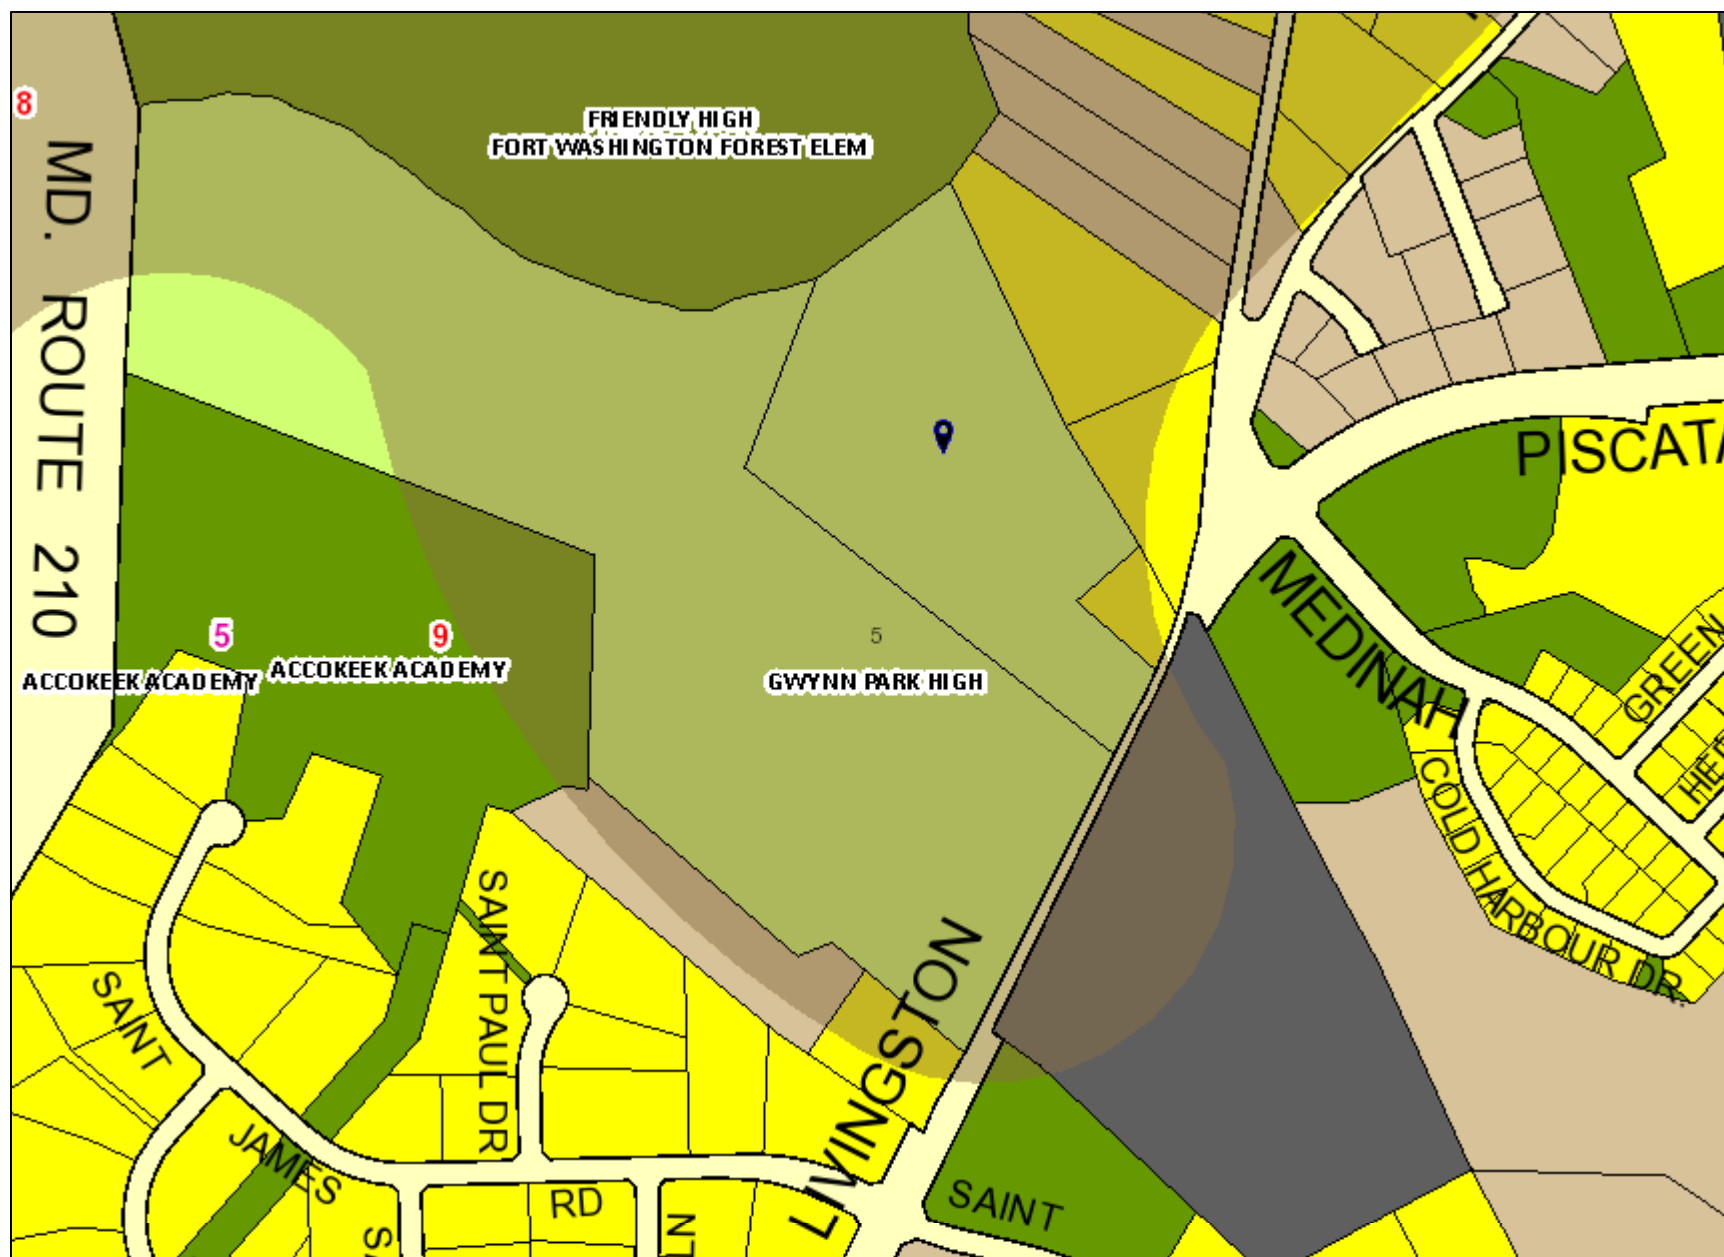 FRIENDLY HIGH
FORT WASHINGTON FOREST ELEM
8
MD. ROUTE 210
PISCATA
MEDINAH
GREEN
HED
5
9
5
ACCOKEEK ACADEMY
ACCOKEEK ACADEMY
GWYNN PARK HIGH
COLD HARBOUR DR.
SAINT PAUL DR
LIVINGSTON
SAINT
JAMES
RD
SAINT